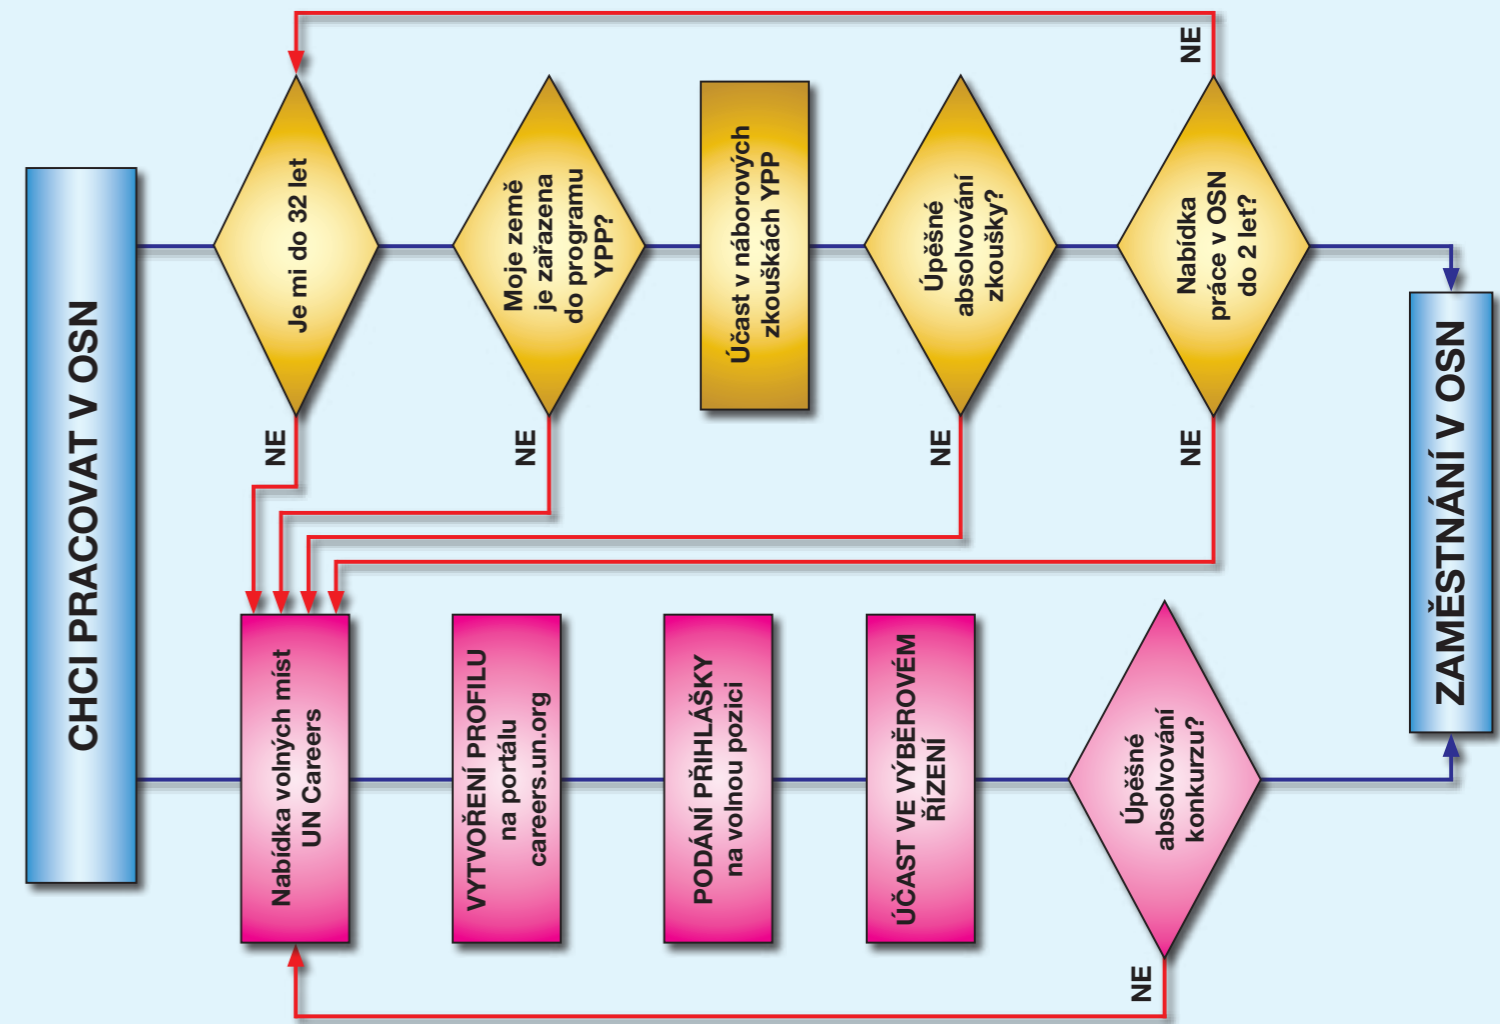 CHCI PRACOVAT V OSN
Nabídka volných míst
UN Careers
VYTVOŘENÍ PROFILU
na portálu
careers.un.org
PODÁNÍ PŘIHLÁŠKY
na volnou pozici
ÚČAST VE VÝBĚROVÉM
ŘÍZENÍ
Úpěšné
absolvování
konkurzu?
NE
Je mi do 32 let
NE
Moje země
je zařazena
do programu
YPP?
NE
Účast v náborových
zkouškách YPP
Úpěšné
absolvování
zkoušky?
NE
Nabídka
práce v OSN
do 2 let?
NE
NE
ZAMĚSTNÁNÍ V OSN